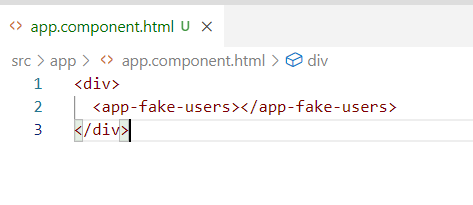 app.component.html U
src > app > app.component.html > div
1 <div>
2 <app-fake-users></app-fake-users>
3 </div>